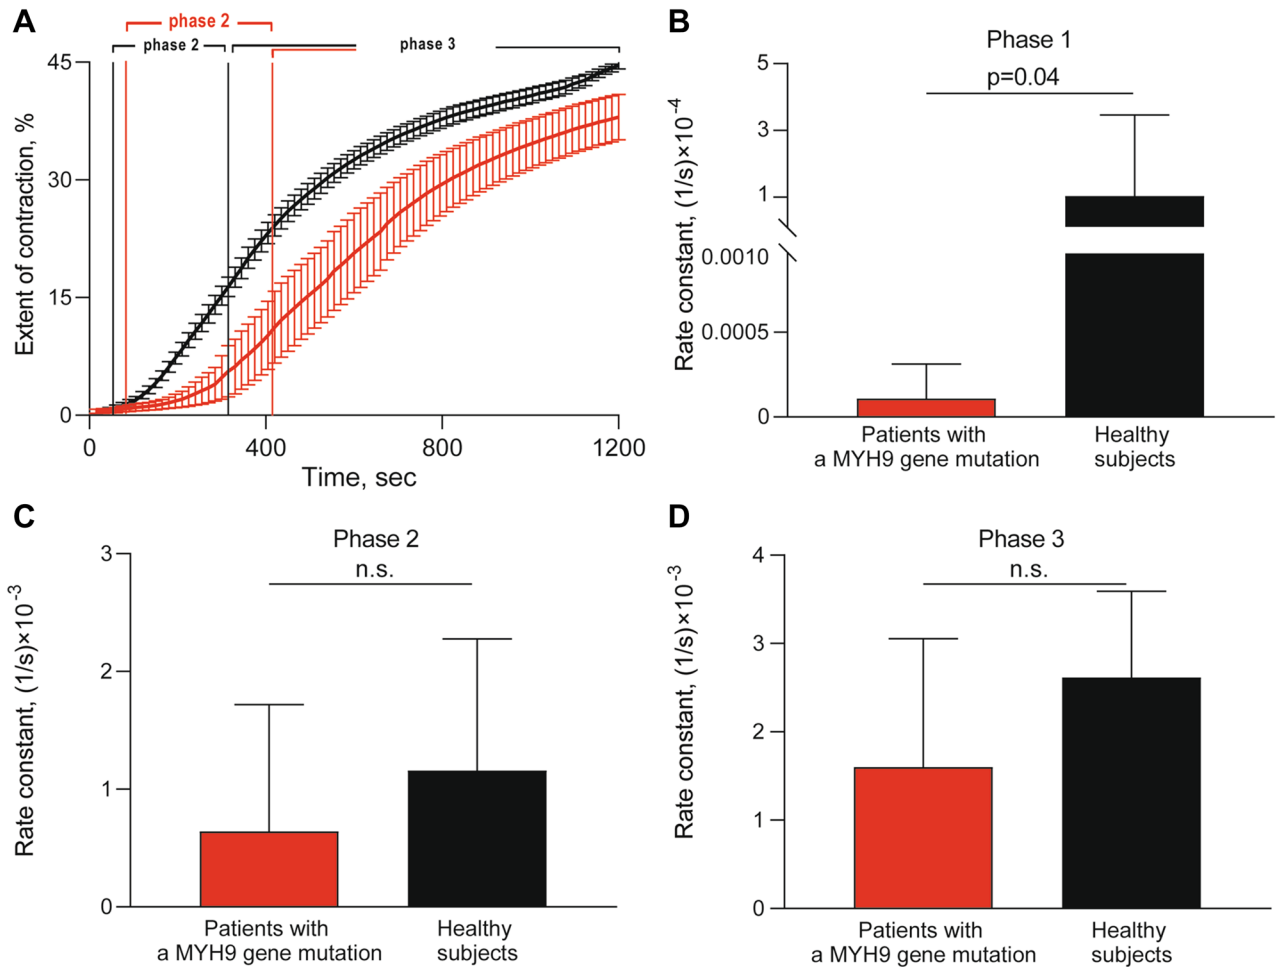 A
phase 2
phase 2
phase 3
45
30
15
0
Extent of contraction, %
0
400
800
1200
Time, sec
B
Phase 1
p=0.04
5
3
1
0.0010
0.0005
0
Rate constant, (1/s)×10⁻⁴
Patients with
a MYH9 gene mutation
Healthy
subjects
C
Phase 2
n.s.
3
2
1
0
Rate constant, (1/s)×10⁻³
Patients with
a MYH9 gene mutation
Healthy
subjects
D
Phase 3
n.s.
4
3
2
1
0
Rate constant, (1/s)×10⁻³
Patients with
a MYH9 gene mutation
Healthy
subjects